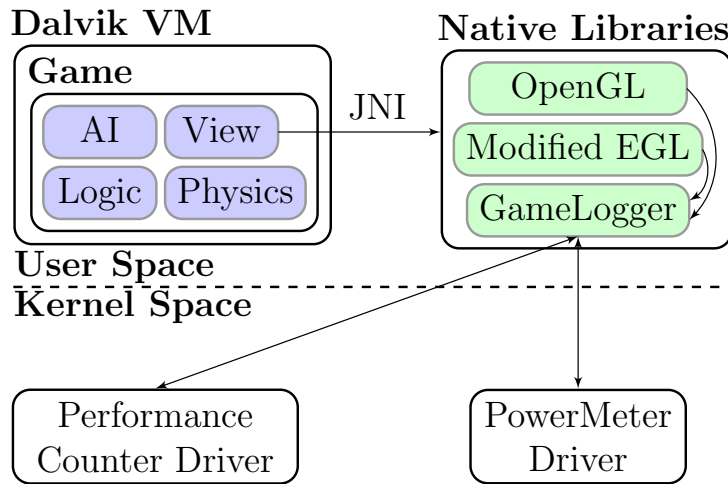 Dalvik VM
Game
AI
View
Logic
Physics
JNI
Native Libraries
OpenGL
Modified EGL
GameLogger
User Space
Kernel Space
Performance
Counter Driver
PowerMeter
Driver